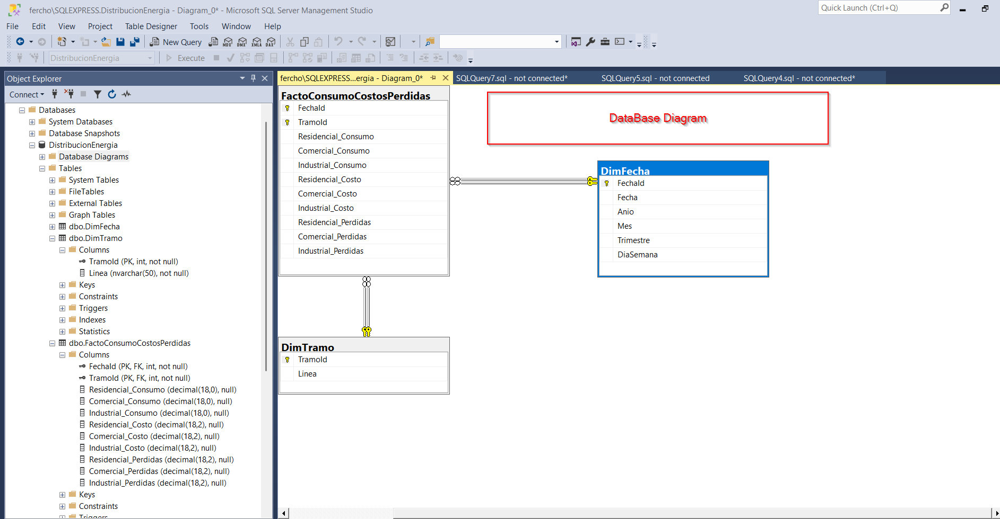 fercho\SQLEXPRESS.DistribucionEnergia - Diagram_0* - Microsoft SQL Server Management Studio
Quick Launch (Ctrl+Q)
File Edit View Project Table Designer Tools Window Help
New Query MDX DMX XMLA DAX
DistribucionEnergia Execute
Object Explorer
Connect
Databases
System Databases
Database Snapshots
DistribucionEnergia
Database Diagrams
Tables
System Tables
FileTables
External Tables
Graph Tables
dbo.DimFecha
dbo.DimTramo
Columns
TramoId (PK, int, not null)
Linea (nvarchar(50), not null)
Keys
Constraints
Triggers
Indexes
Statistics
dbo.FactoConsumoCostosPerdidas
Columns
FechaId (PK, FK, int, not null)
TramoId (PK, FK, int, not null)
Residencial_Consumo (decimal(18,0), null)
Comercial_Consumo (decimal(18,0), null)
Industrial_Consumo (decimal(18,0), null)
Residencial_Costo (decimal(18,2), null)
Comercial_Costo (decimal(18,2), null)
Industrial_Costo (decimal(18,2), null)
Residencial_Perdidas (decimal(18,2), null)
Comercial_Perdidas (decimal(18,2), null)
Industrial_Perdidas (decimal(18,2), null)
Keys
Constraints
Triggers
fercho\SQLEXPRESS...ergia - Diagram_0* SQLQuery7.sql - not connected* SQLQuery5.sql - not connected SQLQuery4.sql - not connected*
FactoConsumoCostosPerdidas
FechaId
TramoId
Residencial_Consumo
Comercial_Consumo
Industrial_Consumo
Residencial_Costo
Comercial_Costo
Industrial_Costo
Residencial_Perdidas
Comercial_Perdidas
Industrial_Perdidas
DataBase Diagram
DimFecha
FechaId
Fecha
Anio
Mes
Trimestre
DiaSemana
DimTramo
TramoId
Linea